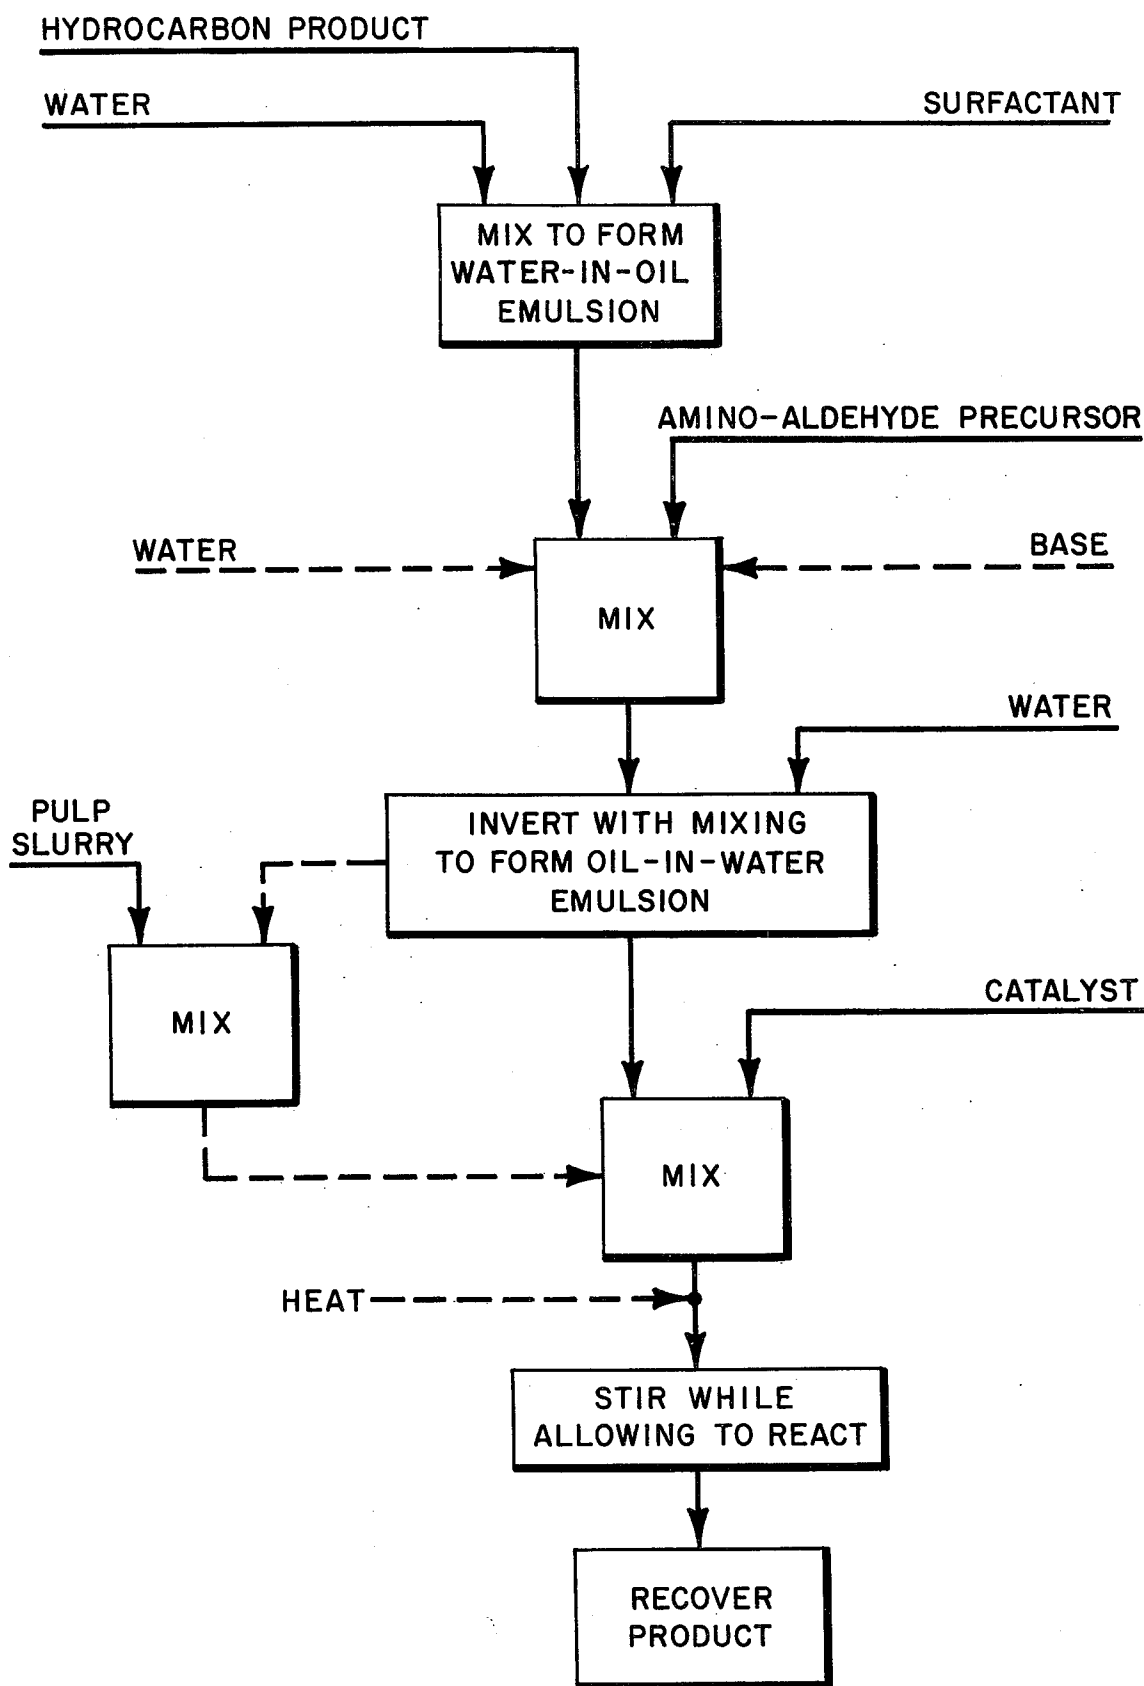 HYDROCARBON PRODUCT
WATER
SURFACTANT
MIX TO FORM
WATER-IN-OIL
EMULSION
AMINO-ALDEHYDE PRECURSOR
WATER
BASE
MIX
WATER
PULP
SLURRY
INVERT WITH MIXING
TO FORM OIL-IN-WATER
EMULSION
MIX
CATALYST
MIX
HEAT
STIR WHILE
ALLOWING TO REACT
RECOVER
PRODUCT